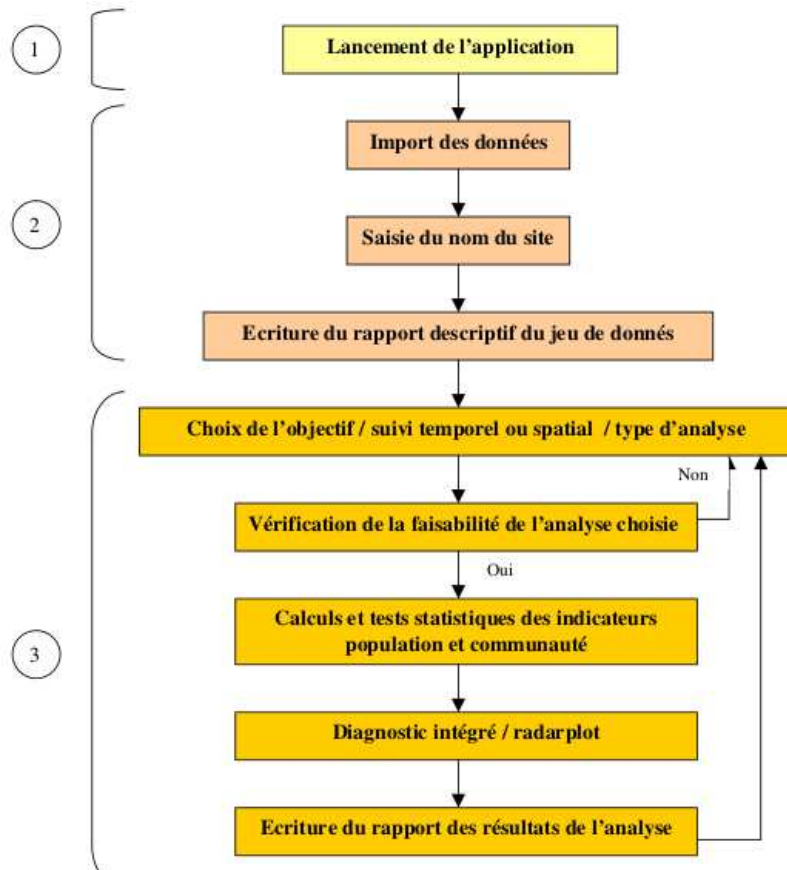 1
Lancement de l'application
2
Import des données
Saisie du nom du site
Ecriture du rapport descriptif du jeu de donnés
3
Choix de l'objectif / suivi temporel ou spatial / type d'analyse
Non
Vérification de la faisabilité de l'analyse choisie
Oui
Calculs et tests statistiques des indicateurs
population et communauté
Diagnostic intégré / radarplot
Ecriture du rapport des résultats de l'analyse